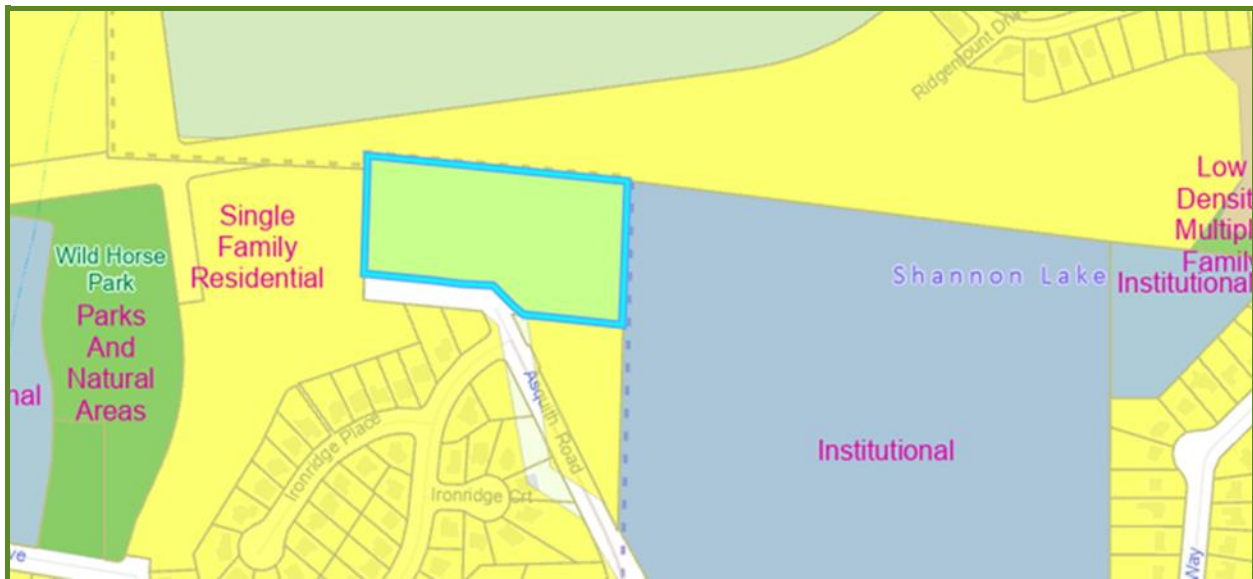 Ridgemount Drive
Low
Densit
Multipl
Family
Single
Family
Residential
Wild Horse
Park
Shannon Lake
Institutional
Parks
And
Natural
Areas
nal
Asquith Road
Ironridge Place
Institutional
Ironridge Crt
ve
Way